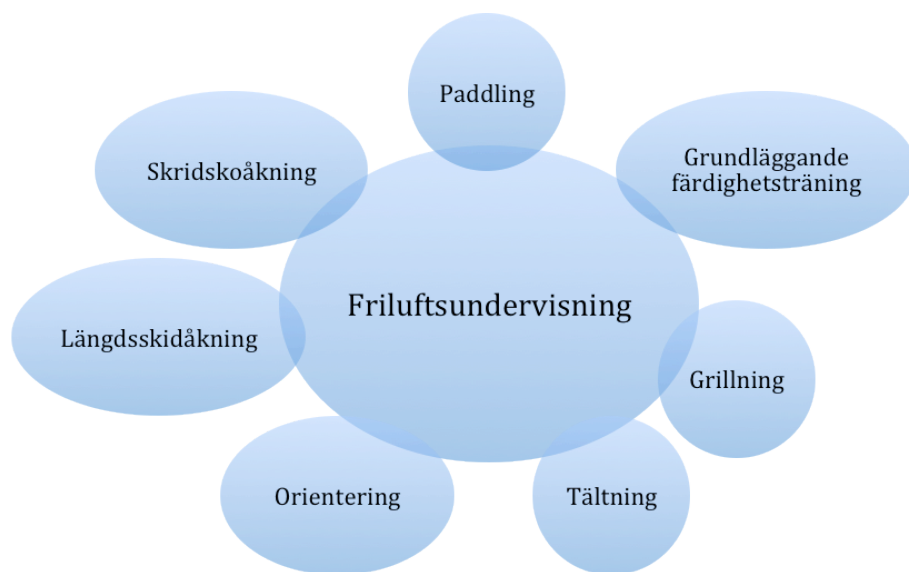 Paddling
Skridskoåkning
Grundläggande
färdighetsträning
Friluftsundervisning
Längdsskidåkning
Grillning
Orientering
Tältning